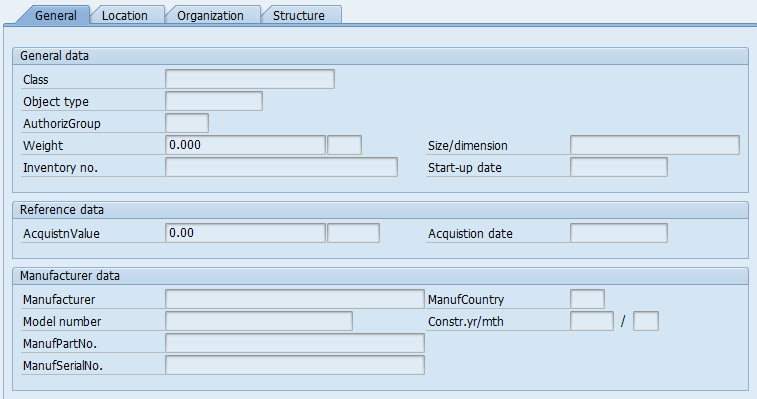 General Location Organization Structure
General data
Class
Object type
AuthorizGroup
Weight 0.000 Size/dimension
Inventory no. Start-up date
Reference data
AcquistnValue 0.00 Acquistion date
Manufacturer data
Manufacturer ManufCountry
Model number Constr.yr/mth /
ManufPartNo.
ManufSerialNo.